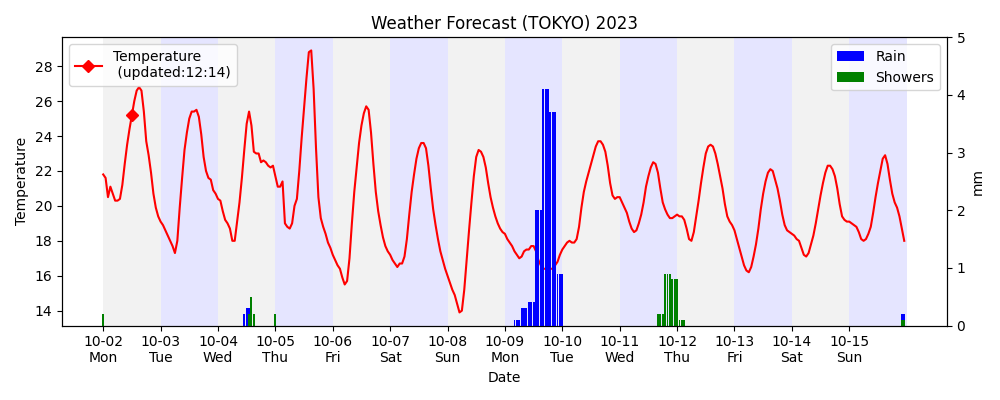 Weather Forecast (TOKYO) 2023
Temperature
(updated:12:14)
Rain
Showers
Temperature
28
26
24
22
20
18
16
14
5
4
3
2
1
0
mm
10-02 10-03 10-04 10-05 10-06 10-07 10-08 10-09 10-10 10-11 10-12 10-13 10-14 10-15
Mon Tue Wed Thu Fri Sat Sun Mon Tue Wed Thu Fri Sat Sun
Date